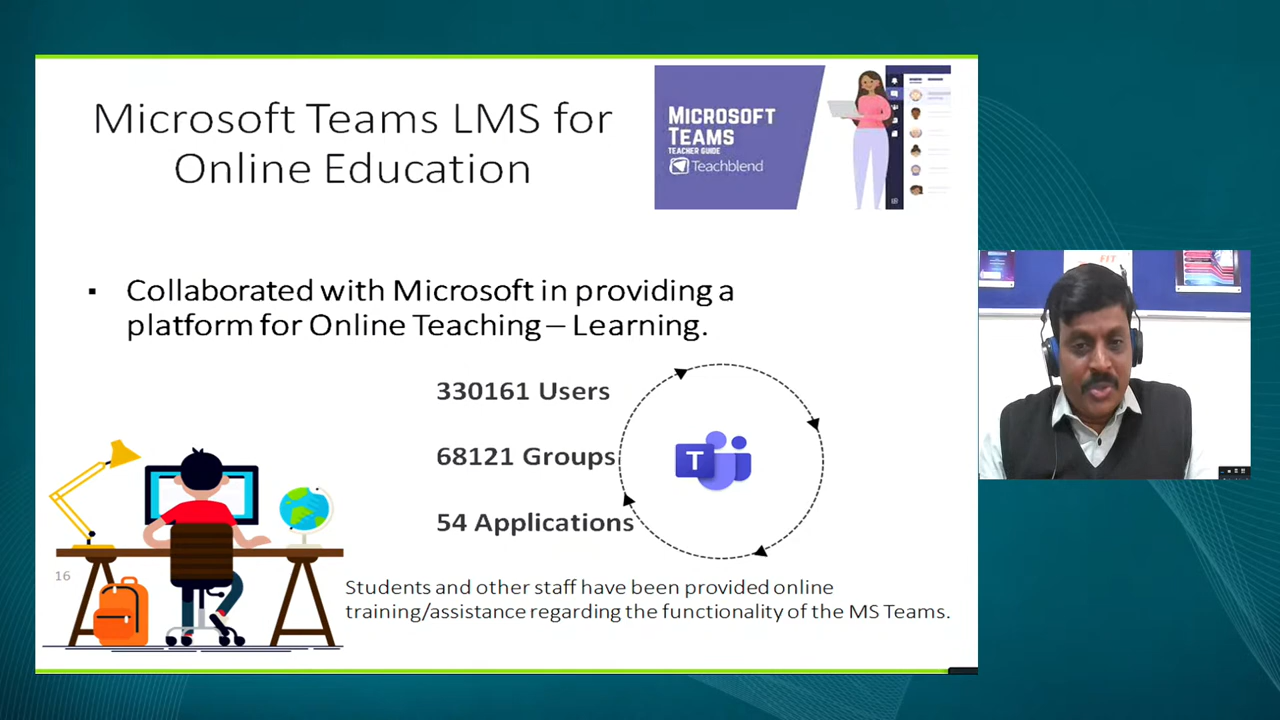 Microsoft Teams LMS for
Online Education
MICROSOFT
TEAMS
TEACHER GUIDE
Teachblend
▪ Collaborated with Microsoft in providing a
platform for Online Teaching – Learning.
330161 Users
68121 Groups
54 Applications
T
16
Students and other staff have been provided online
training/assistance regarding the functionality of the MS Teams.
FIT